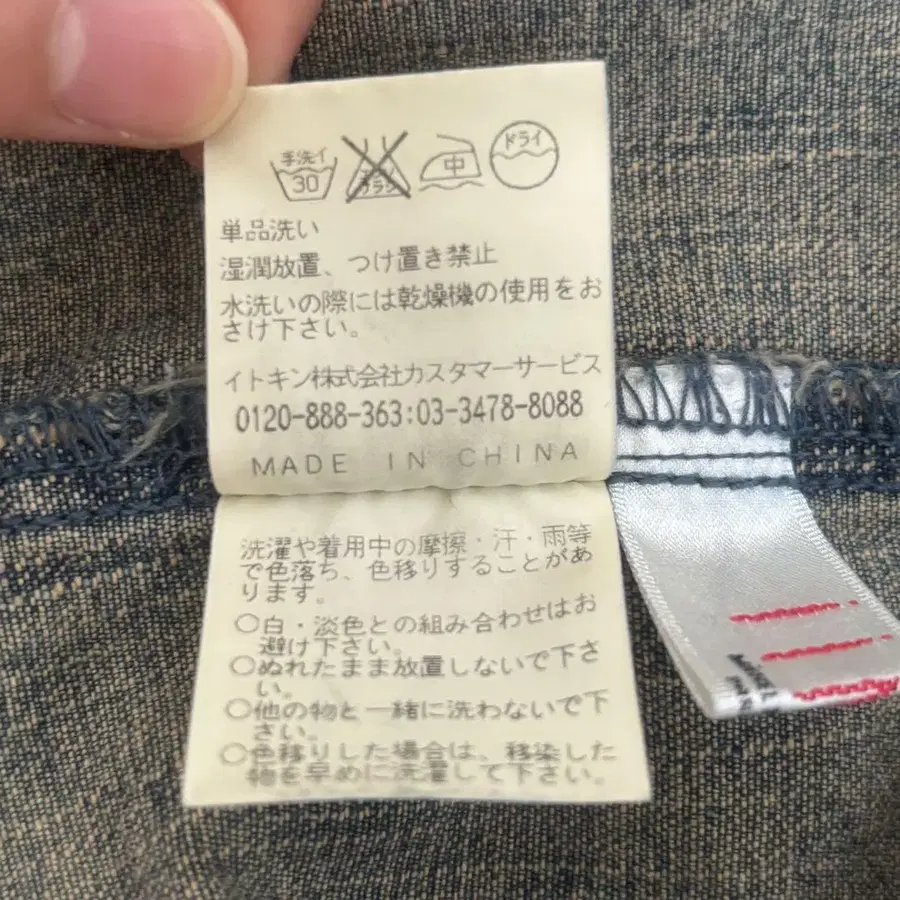 手洗イ
30
エンソサラシ
中
ドライ
単品洗い
湿潤放置、つけ置き禁止
水洗いの際には乾燥機の使用をお
さけ下さい。
イトキン株式会社カスタマーサービス
0120-888-363:03-3478-8088
MADE IN CHINA
洗濯や着用中の摩擦・汗・雨等
で色落ち、色移りすることがあ
ります。
○白・淡色との組み合わせはお
避け下さい。
○ぬれたまま放置しないで下さ
い。
○他の物と一緒に洗わないで下
さい。
○色移りした場合は、移染した
物を早めに洗濯して下さい。